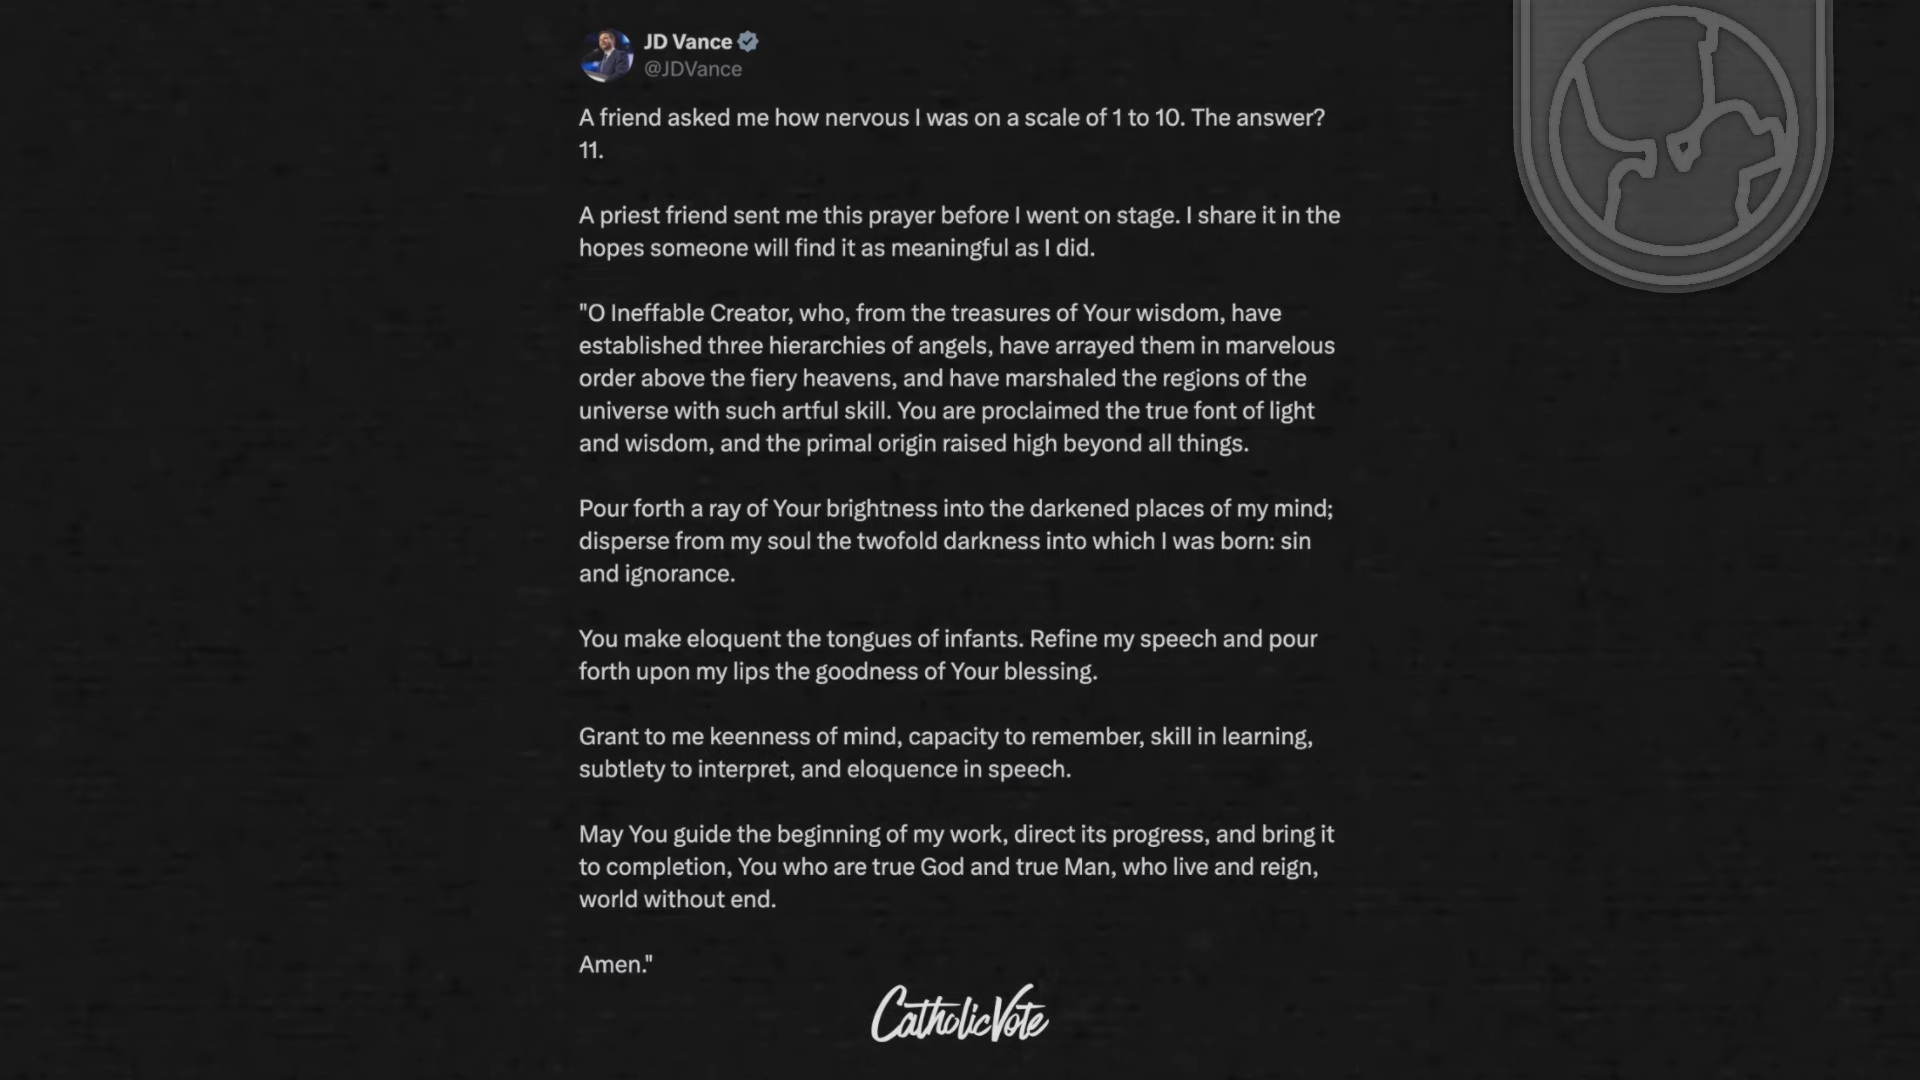 JD Vance
@JDVance
A friend asked me how nervous I was on a scale of 1 to 10. The answer?
11.
A priest friend sent me this prayer before I went on stage. I share it in the
hopes someone will find it as meaningful as I did.
"O Ineffable Creator, who, from the treasures of Your wisdom, have
established three hierarchies of angels, have arrayed them in marvelous
order above the fiery heavens, and have marshaled the regions of the
universe with such artful skill. You are proclaimed the true font of light
and wisdom, and the primal origin raised high beyond all things.
Pour forth a ray of Your brightness into the darkened places of my mind;
disperse from my soul the twofold darkness into which I was born: sin
and ignorance.
You make eloquent the tongues of infants. Refine my speech and pour
forth upon my lips the goodness of Your blessing.
Grant to me keenness of mind, capacity to remember, skill in learning,
subtlety to interpret, and eloquence in speech.
May You guide the beginning of my work, direct its progress, and bring it
to completion, You who are true God and true Man, who live and reign,
world without end.
Amen."
CatholicVote